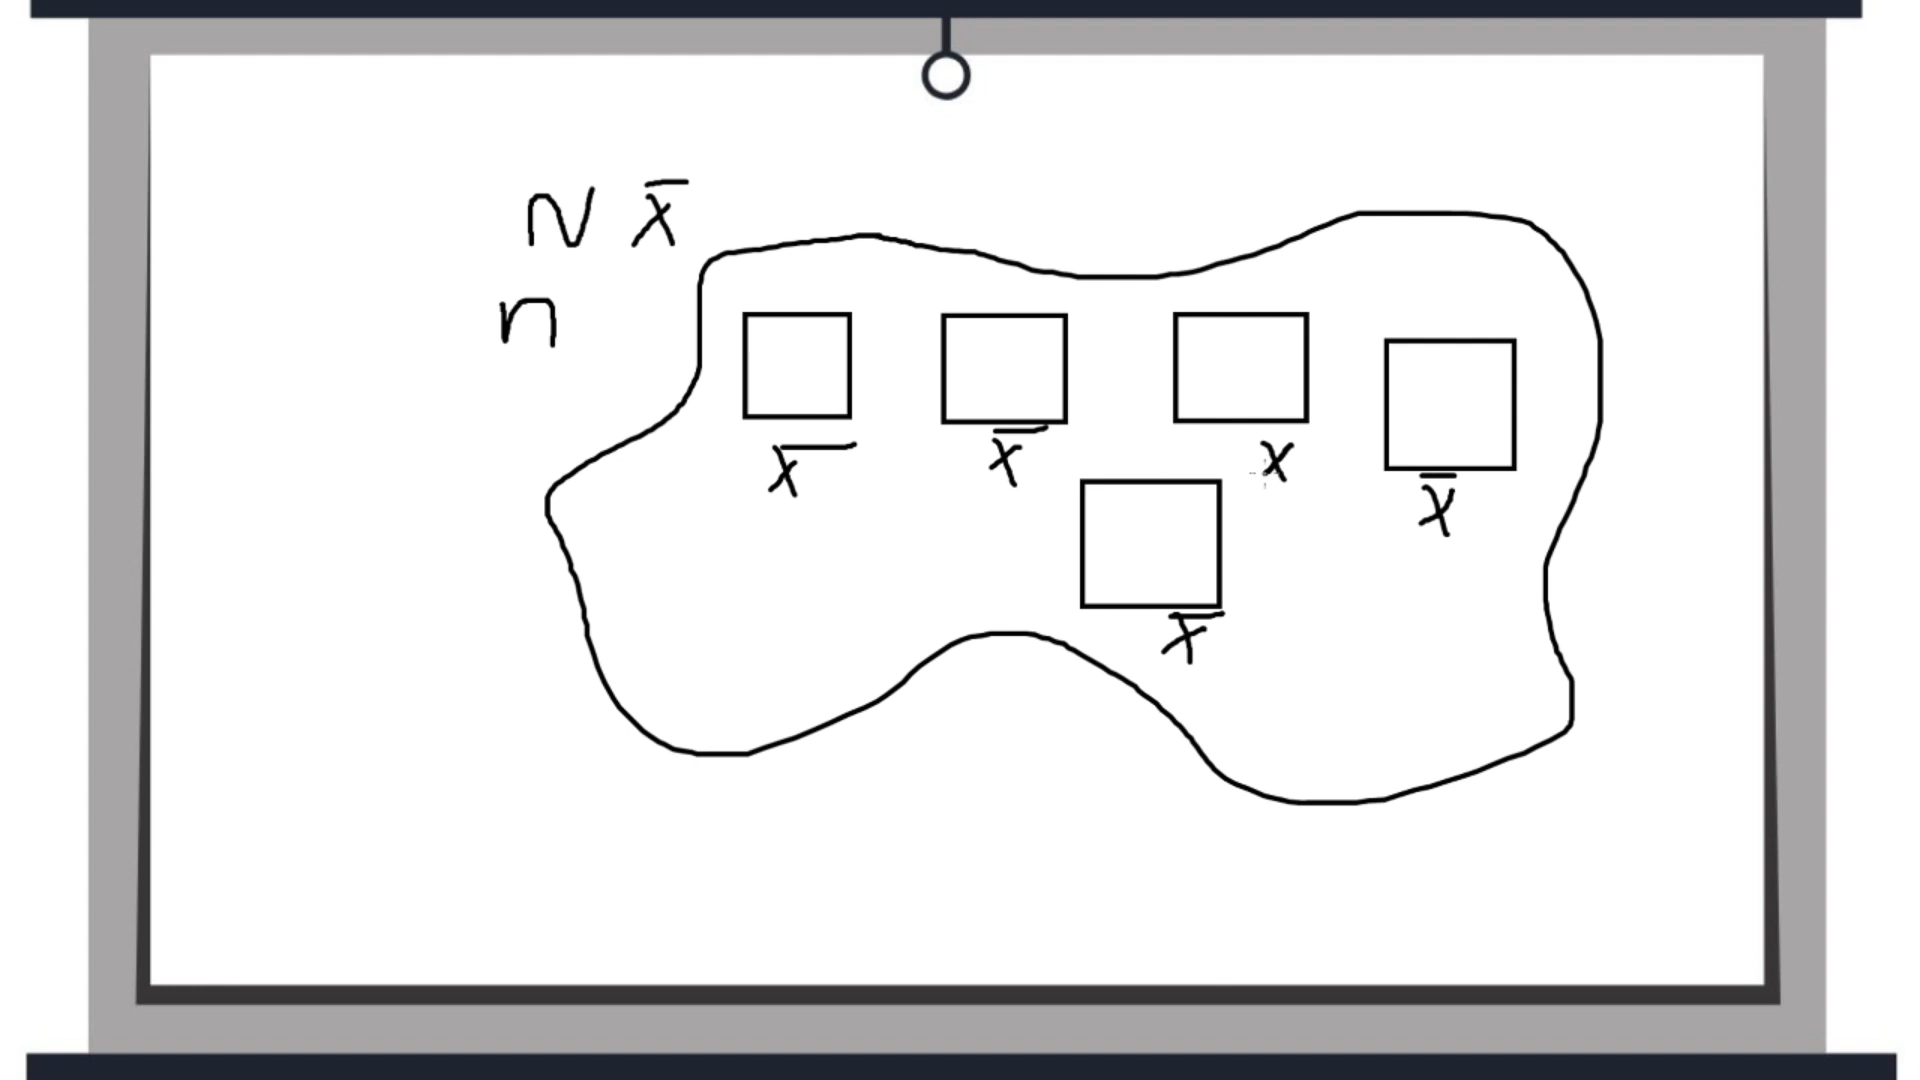 N x̄
n
x̄ x̄ x x̄
x̄